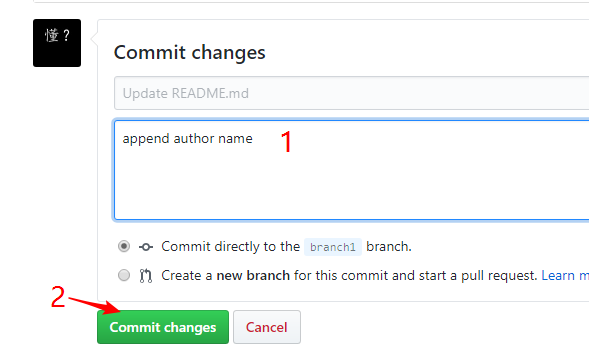 懂？
Commit changes
Update README.md
append author name
1
Commit directly to the branch1 branch.
Create a new branch for this commit and start a pull request. Learn m
2
Commit changes
Cancel